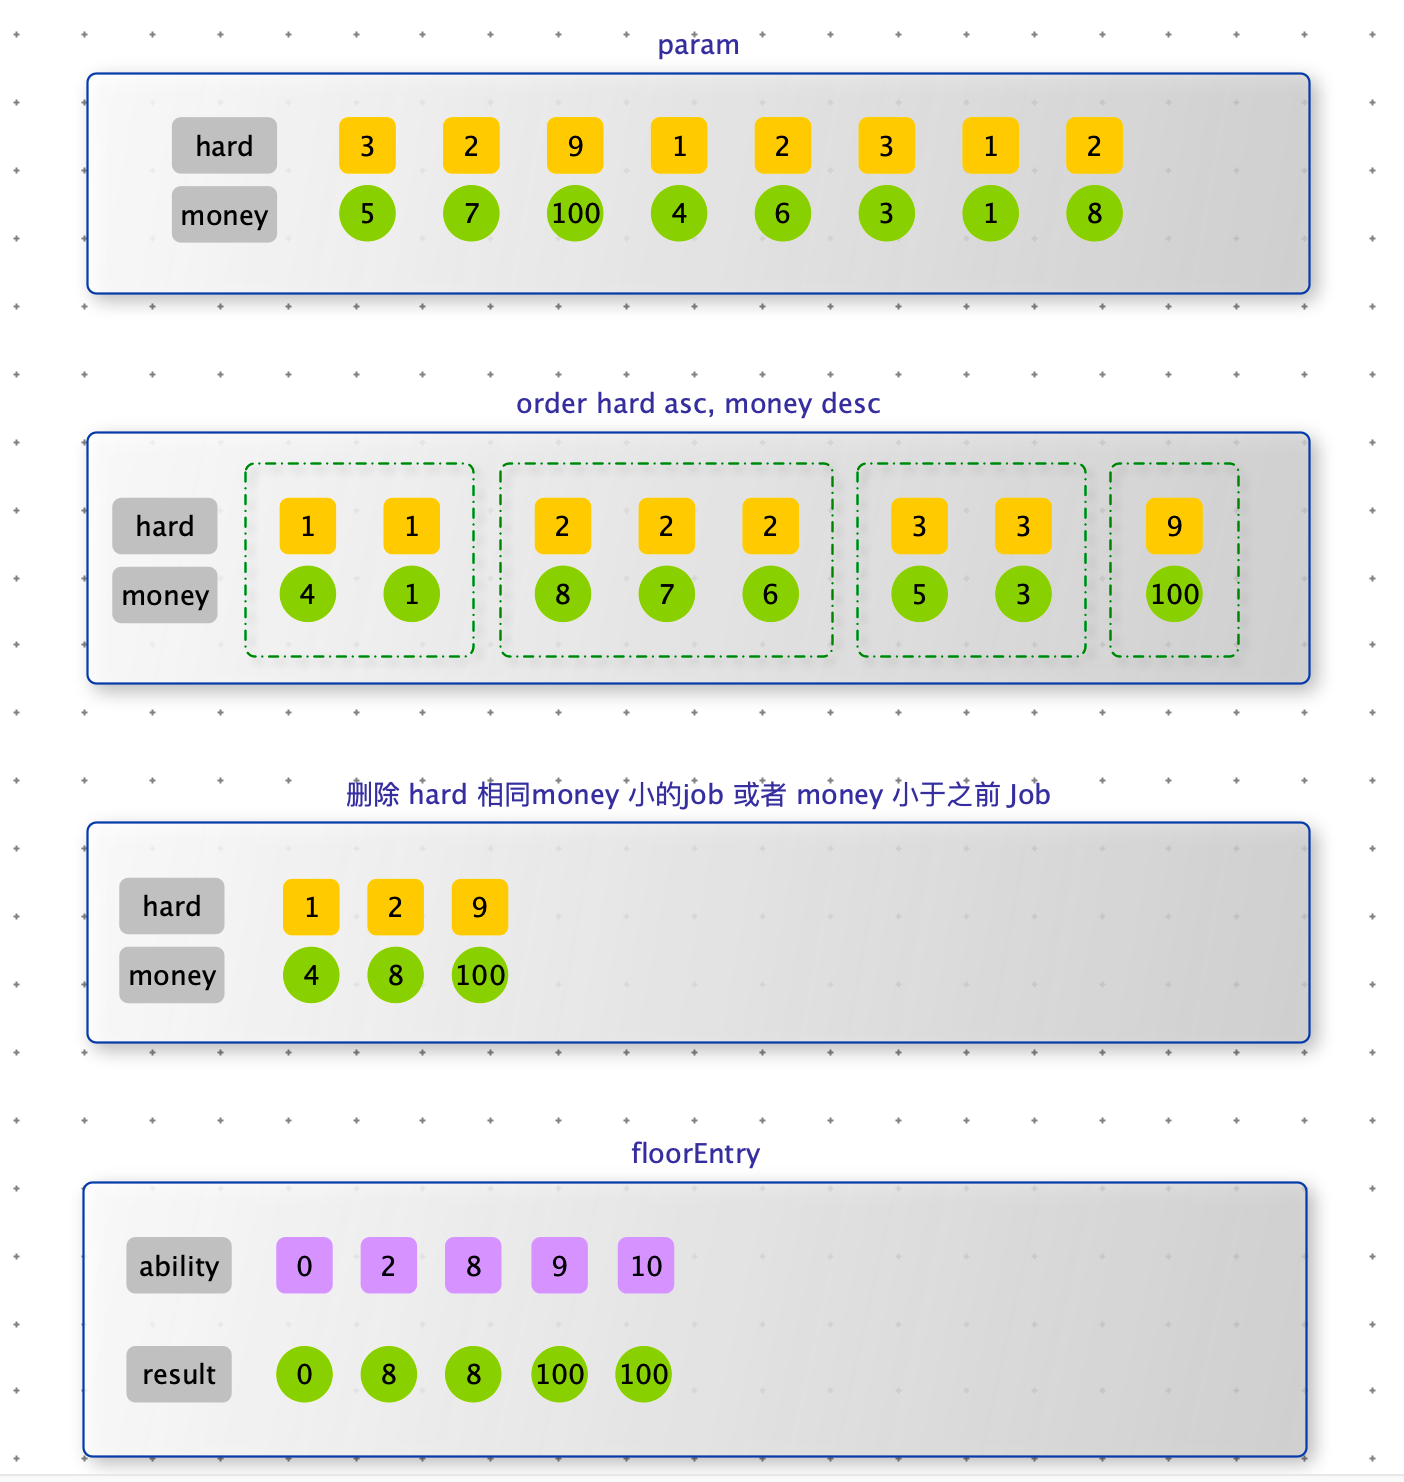 param
hard 3 2 9 1 2 3 1 2
money 5 7 100 4 6 3 1 8
order hard asc, money desc
hard 1 1 2 2 2 3 3 9
money 4 1 8 7 6 5 3 100
删除 hard 相同money 小的job 或者 money 小于之前 Job
hard 1 2 9
money 4 8 100
floorEntry
ability 0 2 8 9 10
result 0 8 8 100 100